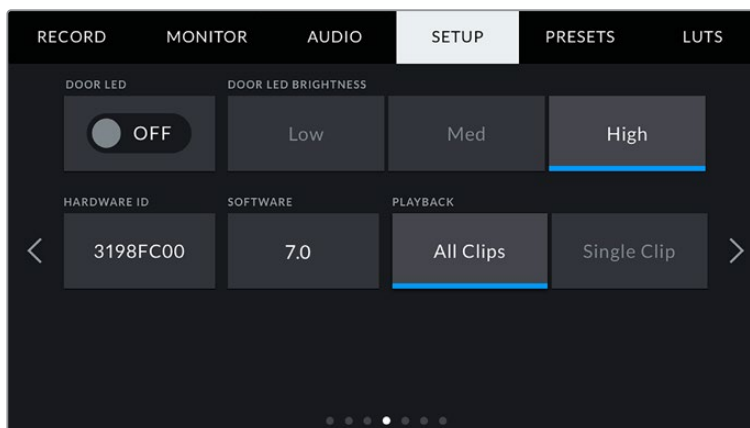 RECORD MONITOR AUDIO SETUP PRESETS LUTS
DOOR LED DOOR LED BRIGHTNESS
OFF Low Med High
HARDWARE ID SOFTWARE PLAYBACK
3198FC00 7.0 All Clips Single Clip